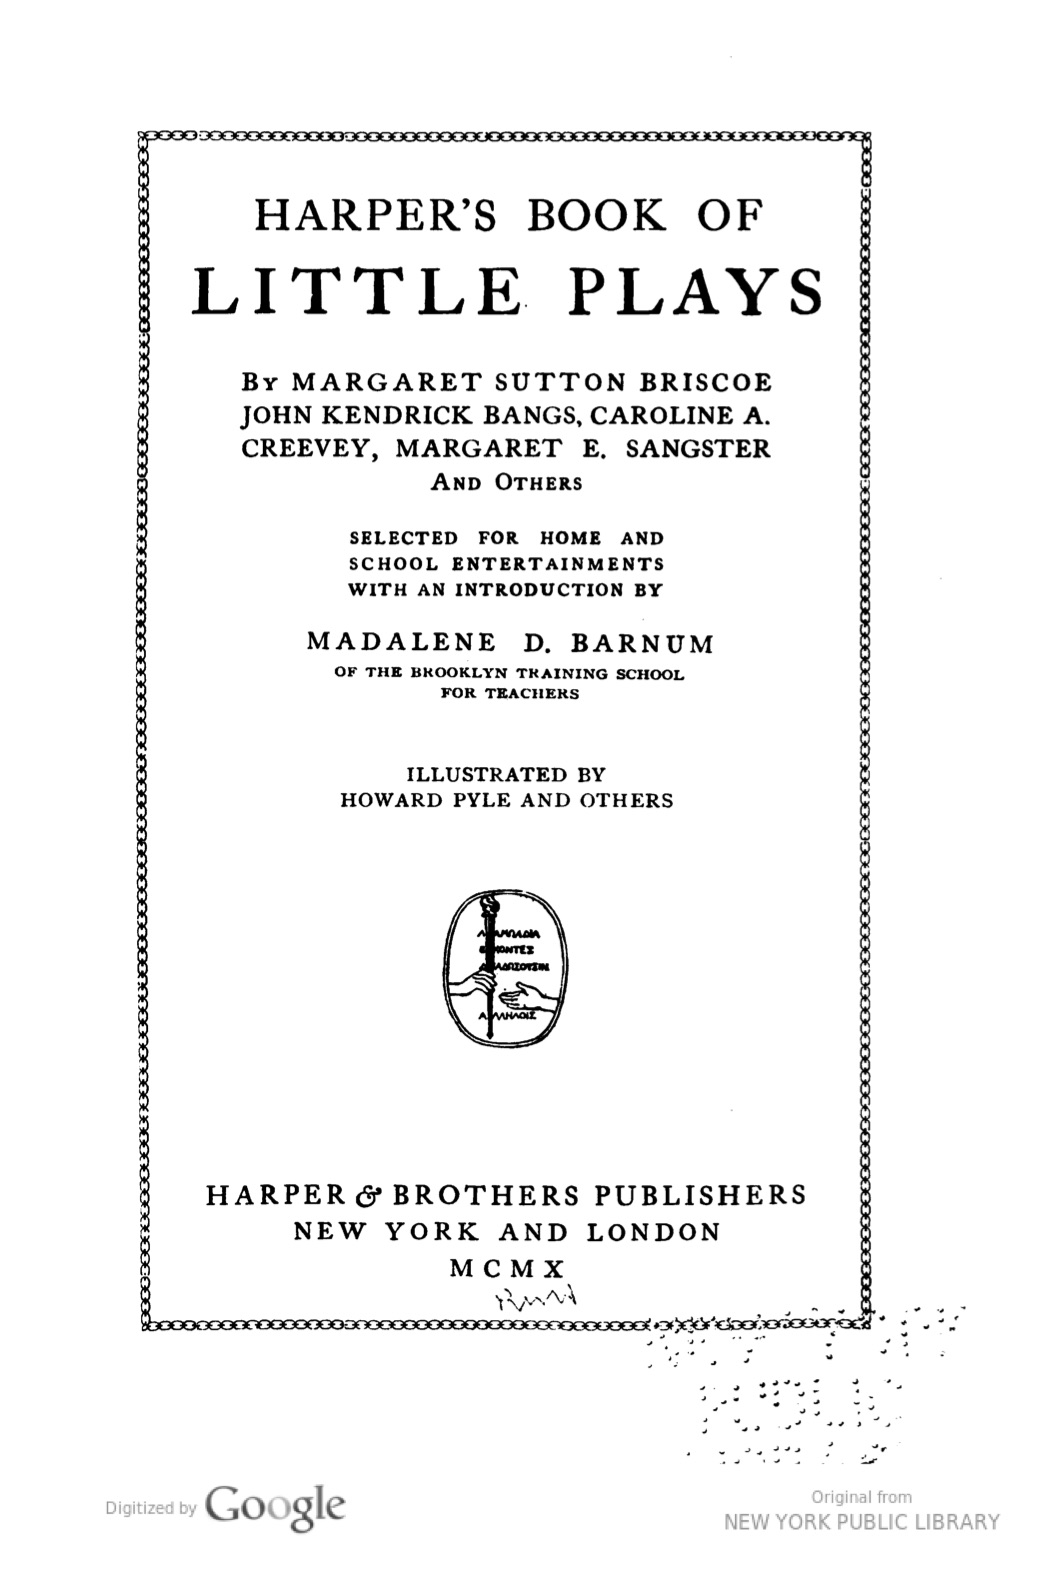 HARPER'S BOOK OF
LITTLE PLAYS
By MARGARET SUTTON BRISCOE
JOHN KENDRICK BANGS, CAROLINE A.
CREEVEY, MARGARET E. SANGSTER
And Others
SELECTED FOR HOME AND
SCHOOL ENTERTAINMENTS
WITH AN INTRODUCTION BY
MADALENE D. BARNUM
OF THE BROOKLYN TRAINING SCHOOL
FOR TEACHERS
ILLUSTRATED BY
HOWARD PYLE AND OTHERS
HARPER & BROTHERS PUBLISHERS
NEW YORK AND LONDON
MCMX
PUBLIC
Digitized by Google
Original from
NEW YORK PUBLIC LIBRARY